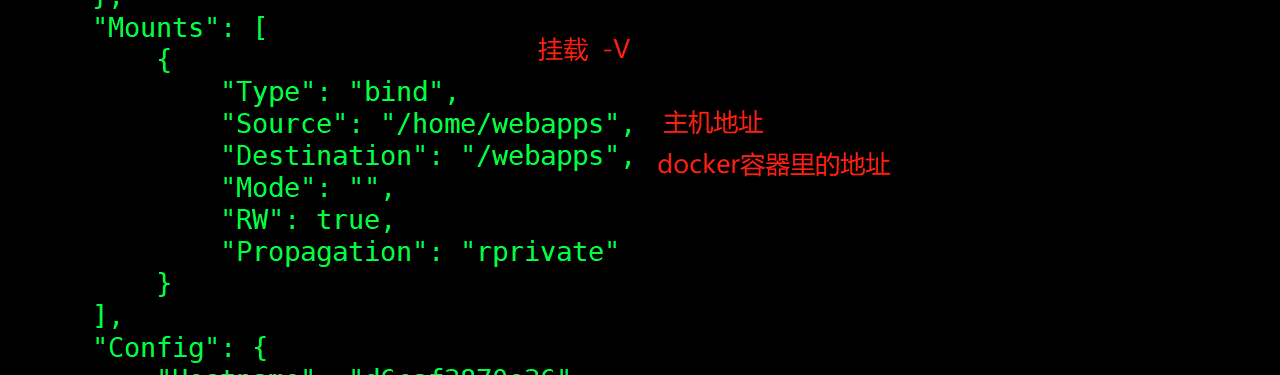 },
"Mounts": [
{
挂载 -V
"Type": "bind",
"Source": "/home/webapps", 主机地址
"Destination": "/webapps", docker容器里的地址
"Mode": "",
"RW": true,
"Propagation": "rprivate"
}
],
"Config": {